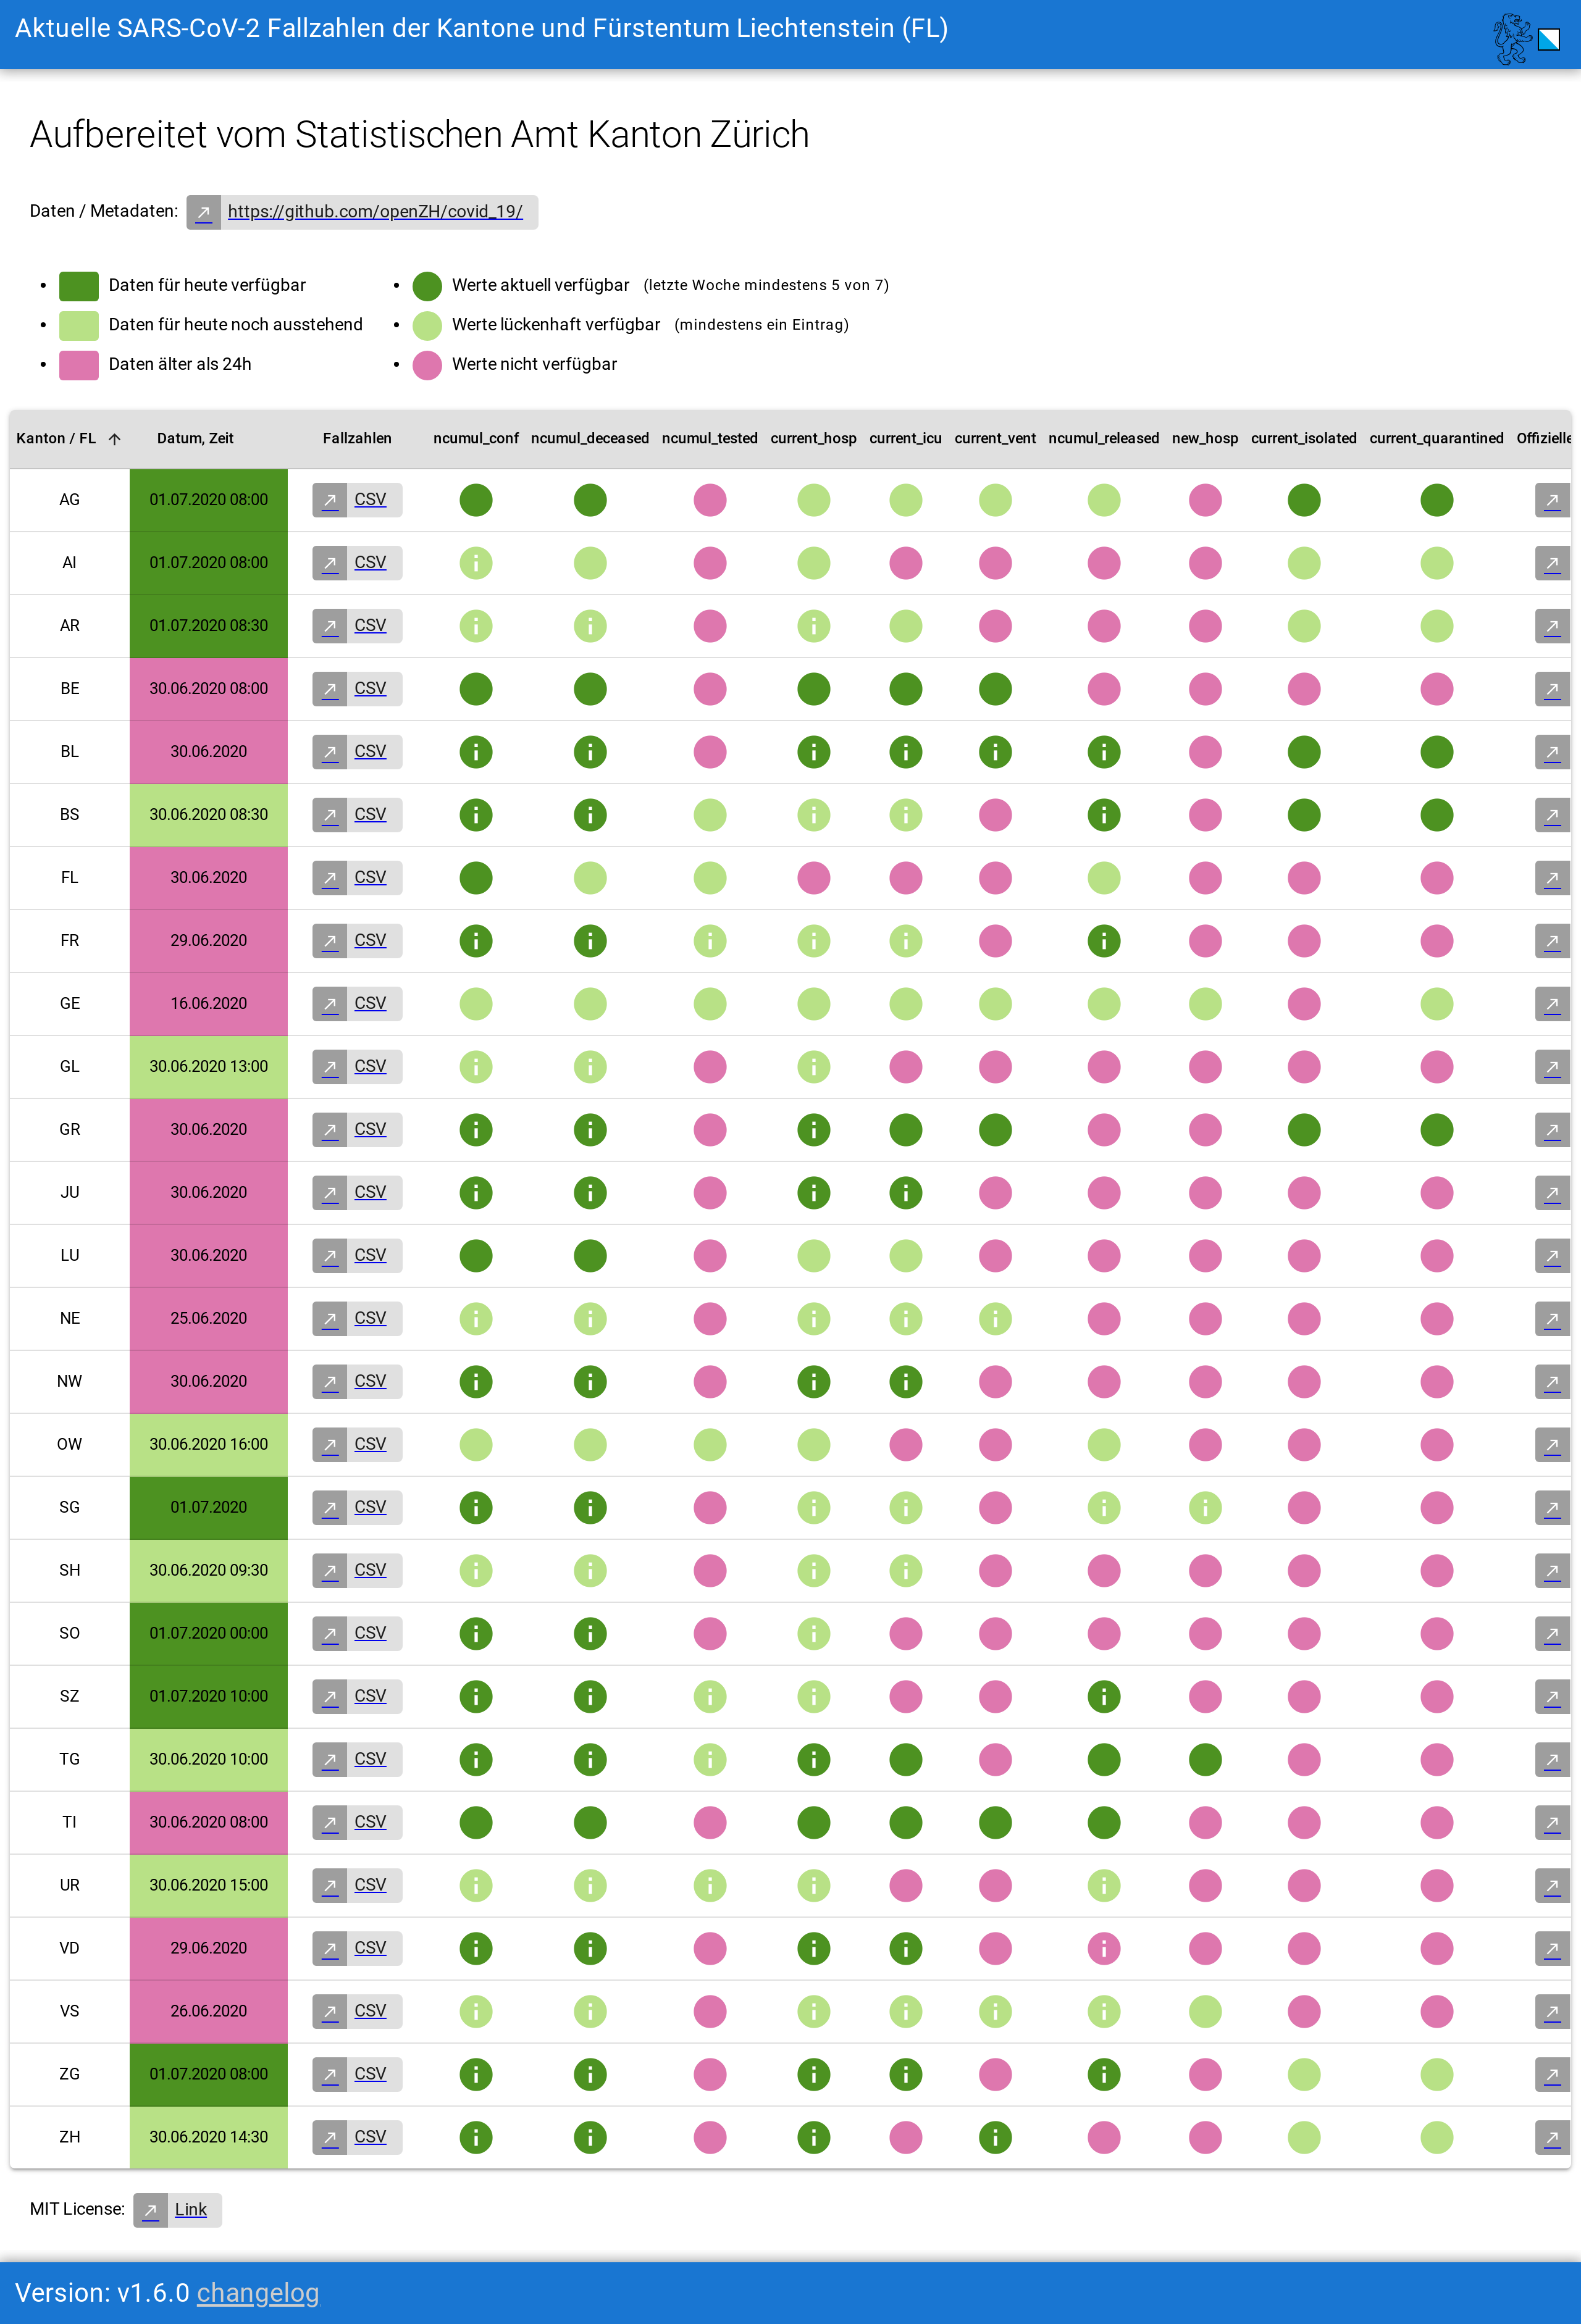 Aktuelle SARS-CoV-2 Fallzahlen der Kantone und Fürstentum Liechtenstein (FL)
Aufbereitet vom Statistischen Amt Kanton Zürich
Daten / Metadaten: https://github.com/openZH/covid_19/
Daten für heute verfügbar
Daten für heute noch ausstehend
Daten älter als 24h
Werte aktuell verfügbar (letzte Woche mindestens 5 von 7)
Werte lückenhaft verfügbar (mindestens ein Eintrag)
Werte nicht verfügbar
Kanton / FL Datum, Zeit Fallzahlen ncumul_conf ncumul_deceased ncumul_tested current_hosp current_icu current_vent ncumul_released new_hosp current_isolated current_quarantined Offizielle
AG 01.07.2020 08:00 CSV
AI 01.07.2020 08:00 CSV
AR 01.07.2020 08:30 CSV
BE 30.06.2020 08:00 CSV
BL 30.06.2020 CSV
BS 30.06.2020 08:30 CSV
FL 30.06.2020 CSV
FR 29.06.2020 CSV
GE 16.06.2020 CSV
GL 30.06.2020 13:00 CSV
GR 30.06.2020 CSV
JU 30.06.2020 CSV
LU 30.06.2020 CSV
NE 25.06.2020 CSV
NW 30.06.2020 CSV
OW 30.06.2020 16:00 CSV
SG 01.07.2020 CSV
SH 30.06.2020 09:30 CSV
SO 01.07.2020 00:00 CSV
SZ 01.07.2020 10:00 CSV
TG 30.06.2020 10:00 CSV
TI 30.06.2020 08:00 CSV
UR 30.06.2020 15:00 CSV
VD 29.06.2020 CSV
VS 26.06.2020 CSV
ZG 01.07.2020 08:00 CSV
ZH 30.06.2020 14:30 CSV
MIT License: Link
Version: v1.6.0 changelog